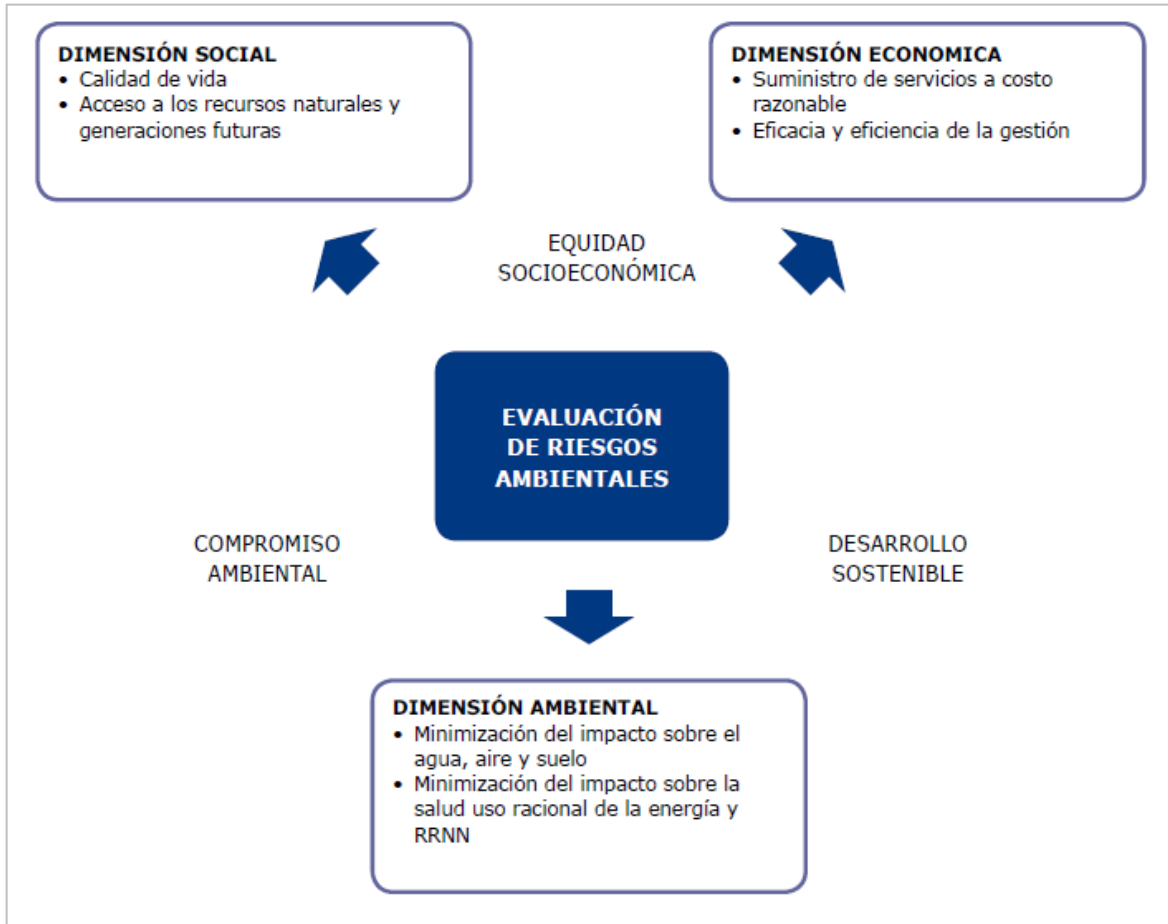 DIMENSIÓN SOCIAL
• Calidad de vida
• Acceso a los recursos naturales y
generaciones futuras
DIMENSIÓN ECONOMICA
• Suministro de servicios a costo
razonable
• Eficacia y eficiencia de la gestión
EQUIDAD
SOCIOECONÓMICA
EVALUACIÓN
DE RIESGOS
AMBIENTALES
COMPROMISO
AMBIENTAL
DESARROLLO
SOSTENIBLE
DIMENSIÓN AMBIENTAL
• Minimización del impacto sobre el
agua, aire y suelo
• Minimización del impacto sobre la
salud uso racional de la energía y
RRNN